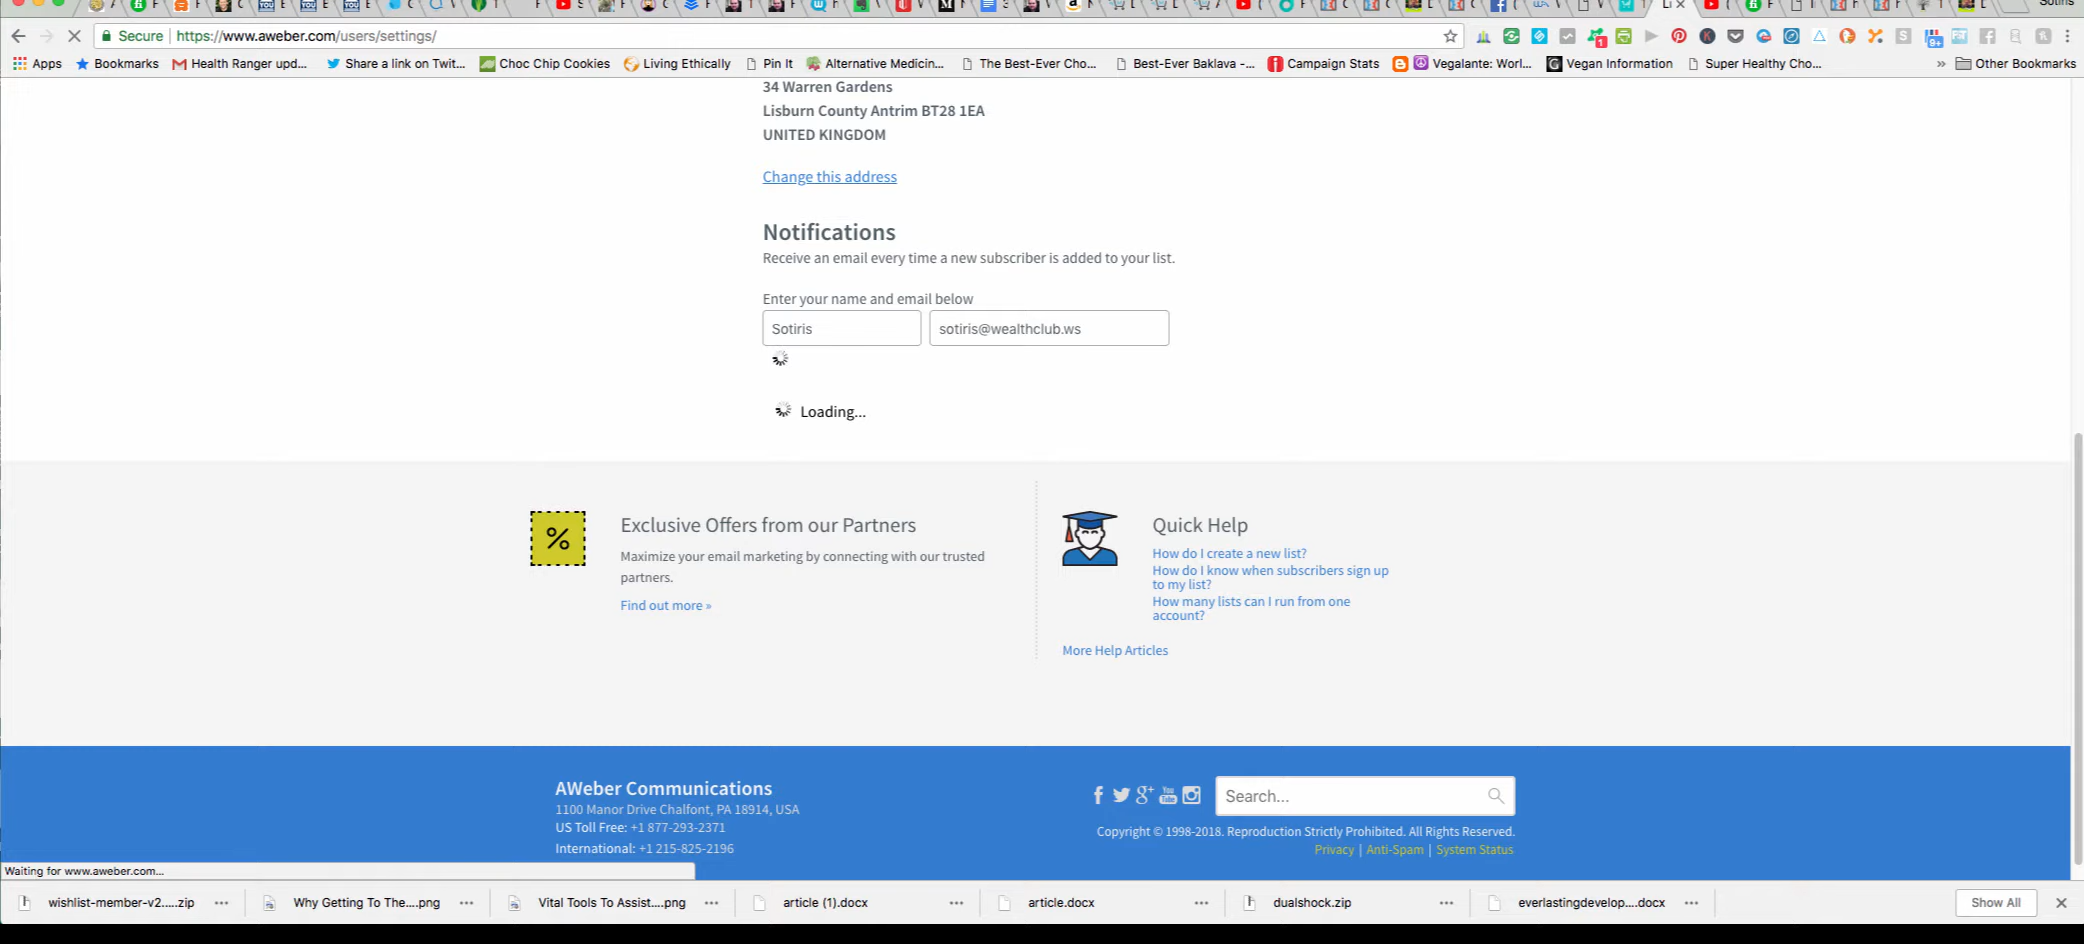 Sotiris
Secure https://www.aweber.com/users/settings/
Apps Bookmarks Health Ranger upd... Share a link on Twit... Choc Chip Cookies Living Ethically Pin It Alternative Medicin... The Best-Ever Cho... Best-Ever Baklava -... Campaign Stats Vegalante: Worl... Vegan Information Super Healthy Cho... » Other Bookmarks
34 Warren Gardens
Lisburn County Antrim BT28 1EA
UNITED KINGDOM
Change this address
Notifications
Receive an email every time a new subscriber is added to your list.
Enter your name and email below
Sotiris sotiris@wealthclub.ws
Loading...
Exclusive Offers from our Partners
Maximize your email marketing by connecting with our trusted
partners.
Find out more »
Quick Help
How do I create a new list?
How do I know when subscribers sign up
to my list?
How many lists can I run from one
account?
More Help Articles
AWeber Communications
1100 Manor Drive Chalfont, PA 18914, USA
US Toll Free: +1 877-293-2371
International: +1 215-825-2196
Search...
Copyright © 1998-2018. Reproduction Strictly Prohibited. All Rights Reserved.
Privacy | Anti-Spam | System Status
Waiting for www.aweber.com...
wishlist-member-v2.....zip Why Getting To The....png Vital Tools To Assist....png article (1).docx article.docx dualshock.zip everlastingdevelop....docx Show All